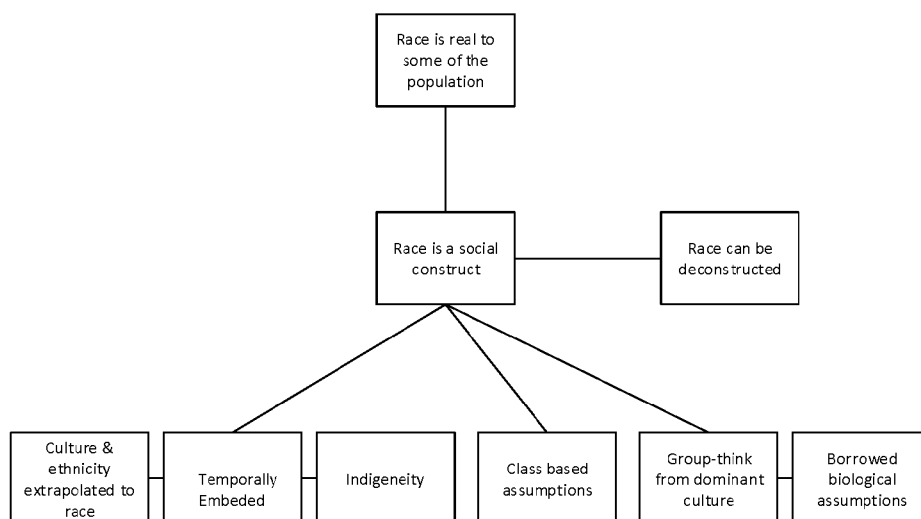 Race is real to
some of the
population
Race is a social
construct
Race can be
deconstructed
Culture &
ethnicity
extrapolated to
race
Temporally
Embeded
Indigeneity
Class based
assumptions
Group-think
from dominant
culture
Borrowed
biological
assumptions